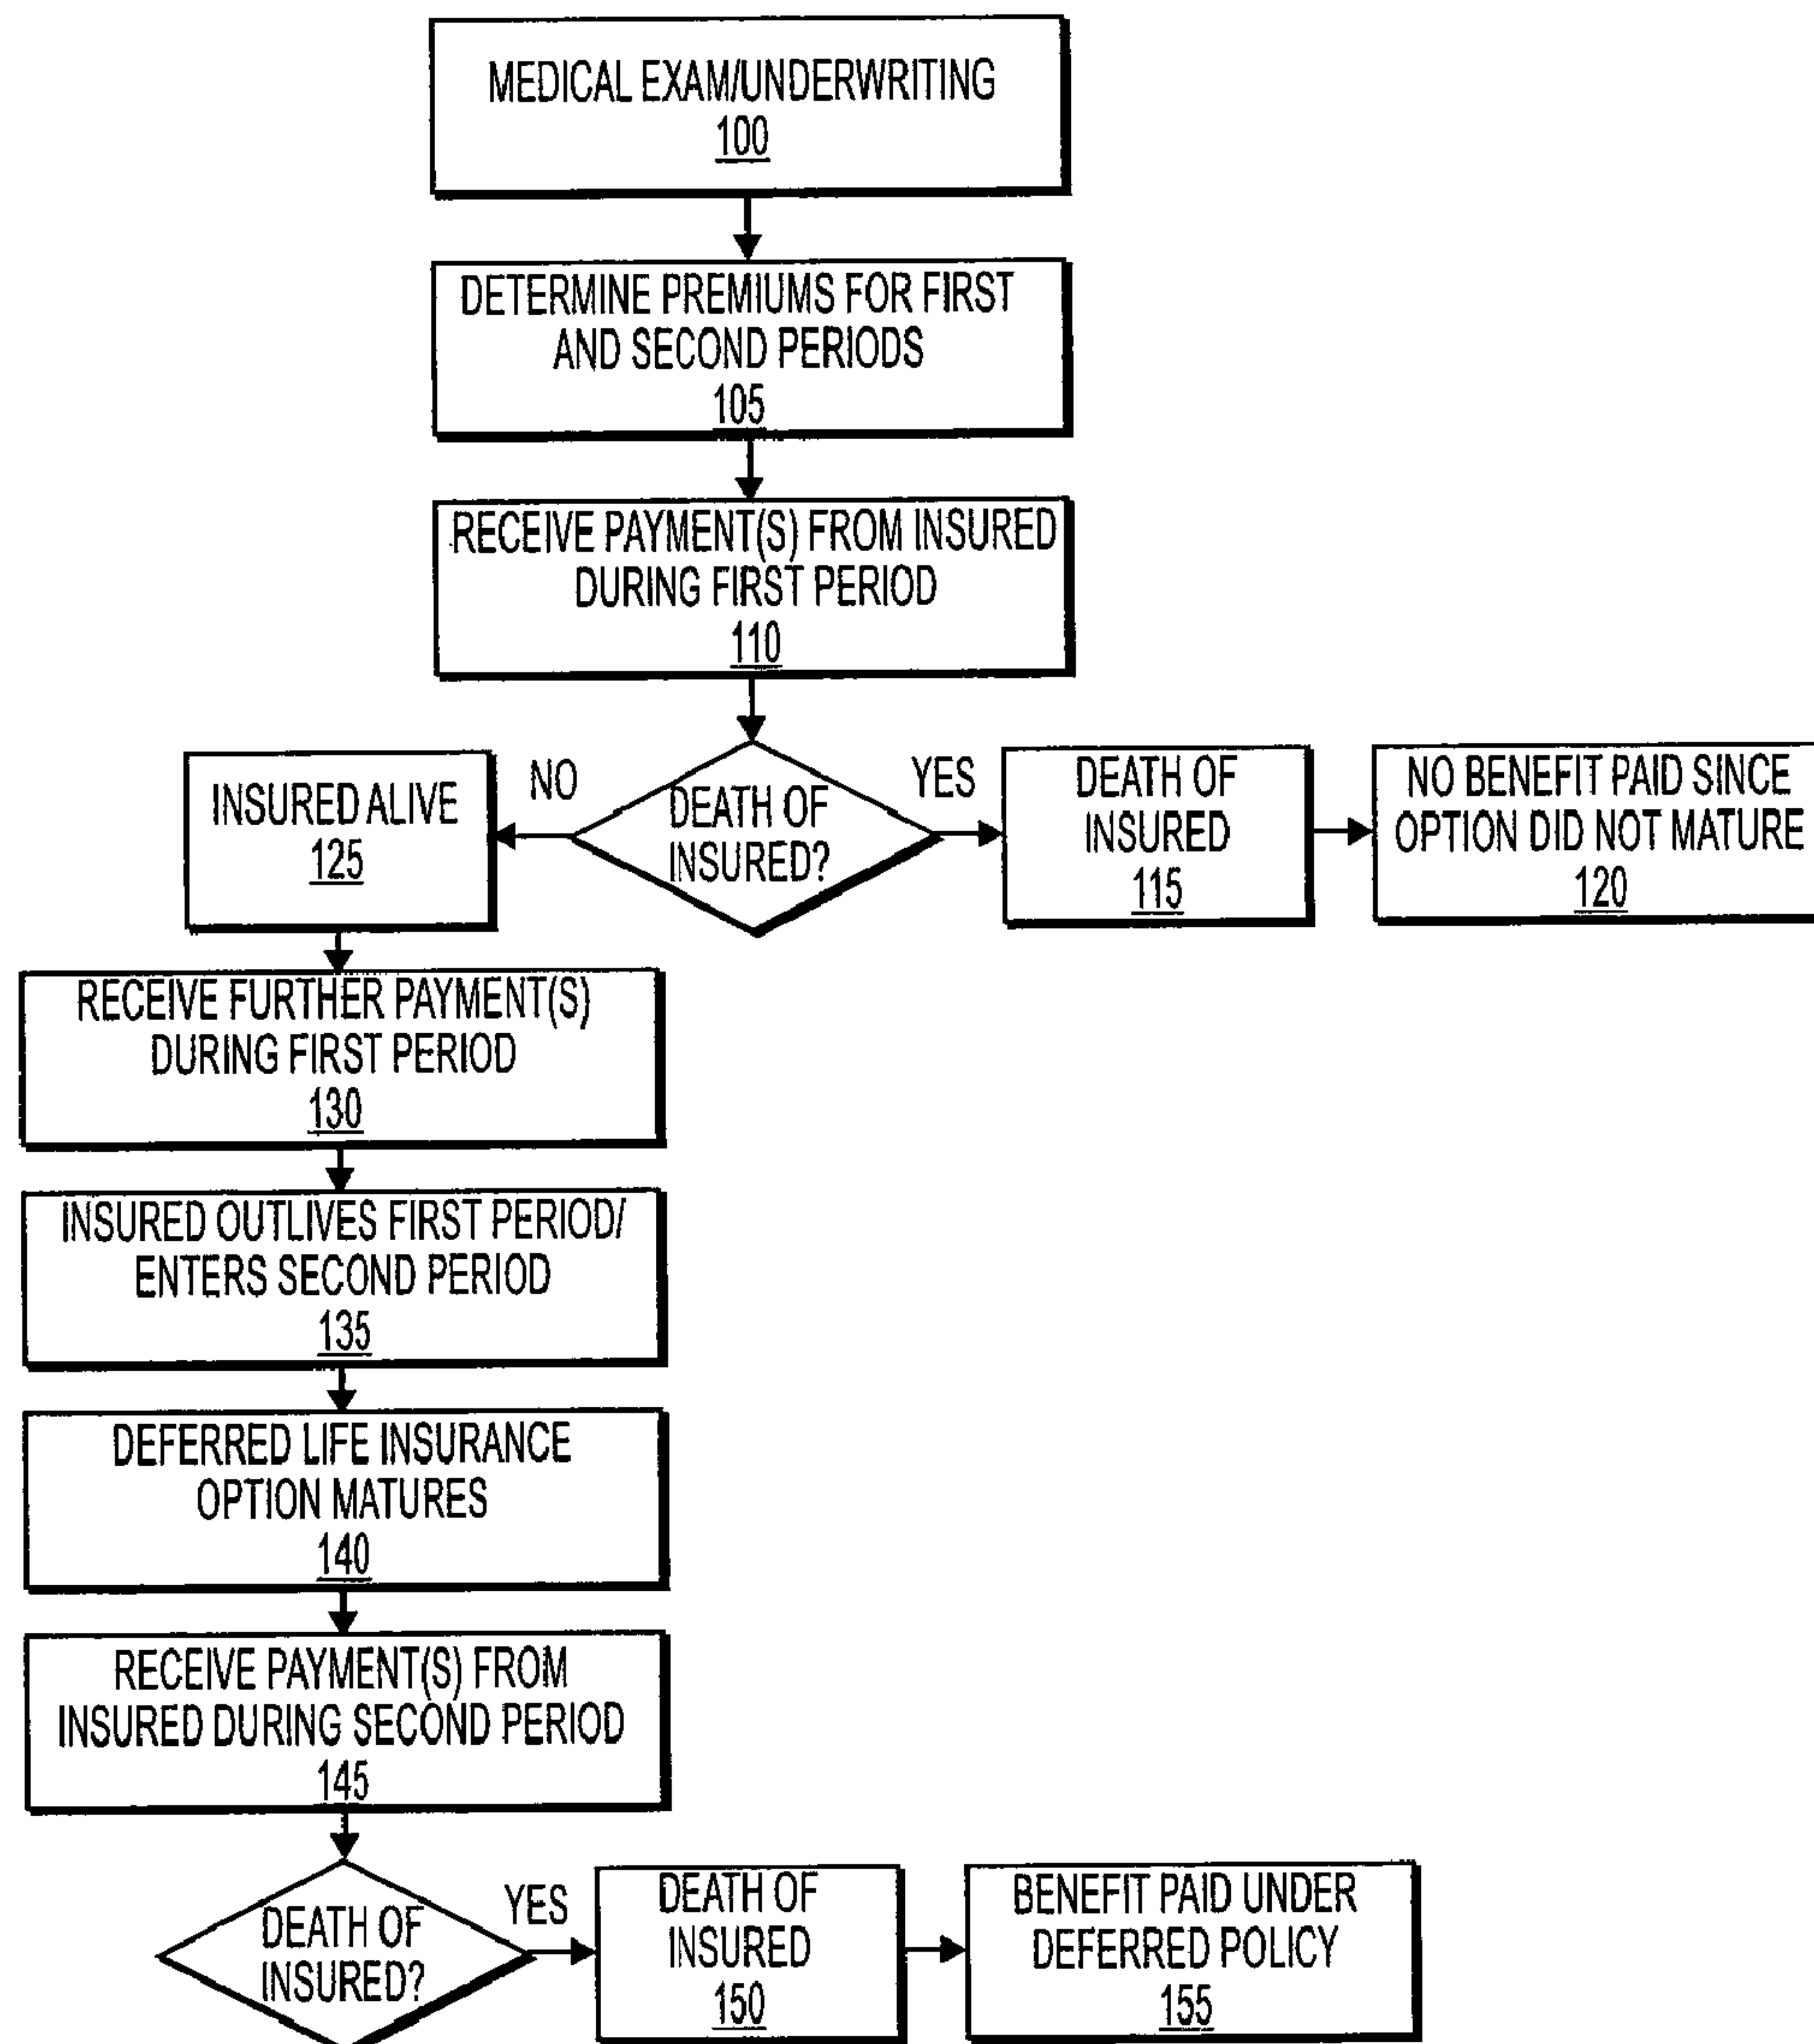 MEDICAL EXAM/UNDERWRITING
100
DETERMINE PREMIUMS FOR FIRST
AND SECOND PERIODS
105
RECEIVE PAYMENT(S) FROM INSURED
DURING FIRST PERIOD
110
INSURED ALIVE
125
NO
DEATH OF
INSURED?
YES
DEATH OF
INSURED
115
NO BENEFIT PAID SINCE
OPTION DID NOT MATURE
120
RECEIVE FURTHER PAYMENT(S)
DURING FIRST PERIOD
130
INSURED OUTLIVES FIRST PERIOD/
ENTERS SECOND PERIOD
135
DEFERRED LIFE INSURANCE
OPTION MATURES
140
RECEIVE PAYMENT(S) FROM
INSURED DURING SECOND PERIOD
145
DEATH OF
INSURED?
YES
DEATH OF
INSURED
150
BENEFIT PAID UNDER
DEFERRED POLICY
155